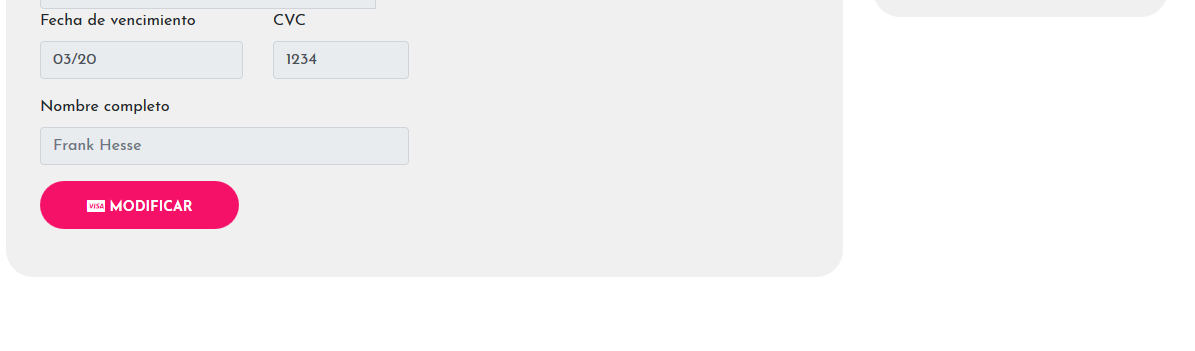 Fecha de vencimiento CVC
03/20 1234
Nombre completo
Frank Hesse
VISA MODIFICAR